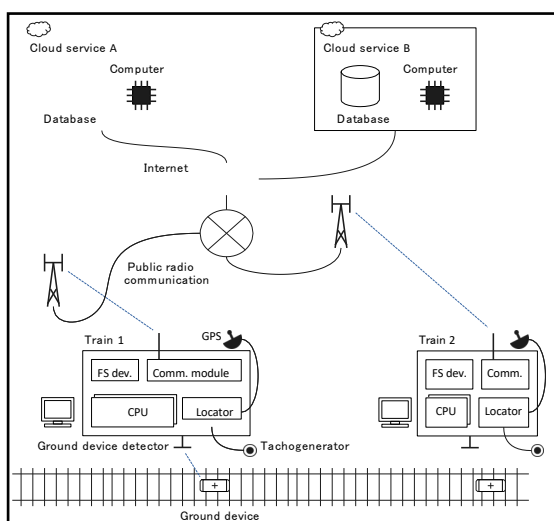 Cloud service A
Cloud service B
Computer
Computer
Database
Database
Internet
Public radio
communication
GPS
Train 1
Train 2
FS dev.
Comm. module
FS dev.
Comm.
CPU
Locator
CPU
Locator
Ground device detector
Tachogenerator
Ground device